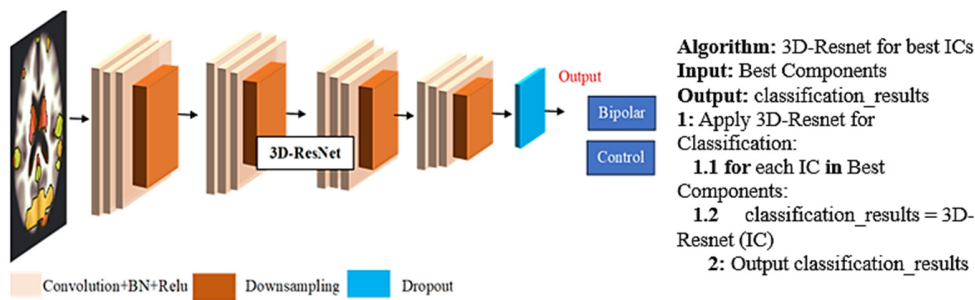 Output
Bipolar
Control
3D-ResNet
Convolution+BN+Relu
Downsampling
Dropout
Algorithm: 3D-Resnet for best ICs
Input: Best Components
Output: classification_results
1: Apply 3D-Resnet for
Classification:
1.1 for each IC in Best
Components:
1.2 classification_results = 3D-
Resnet (IC)
2: Output classification_results